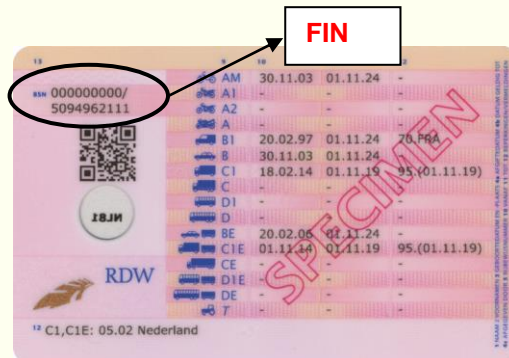 FIN
13 9 10 12
BSN 000000000/
5094962111
AM 30.11.03 01.11.24 -
A1 - - -
A2 - - -
A - - -
B1 20.02.97 01.11.24 70.FRA
B 30.11.03 01.11.24 -
C1 18.02.14 01.11.19 95.(01.11.19)
C - - -
D1 - - -
D - - -
BE 20.02.06 01.11.24 -
C1E 01.11.14 01.11.19 95.(01.11.19)
CE - - -
D1E - - -
DE - - -
T - - -
NLB1
RDW
SPECIMEN
12 C1,C1E: 05.02 Nederland